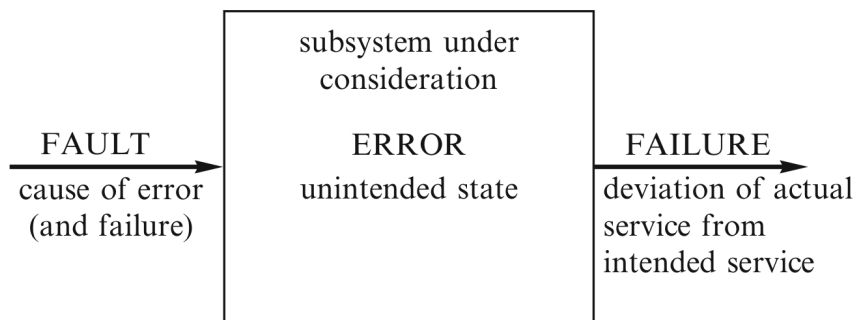 subsystem under
consideration
FAULT
cause of error
(and failure)
ERROR
unintended state
FAILURE
deviation of actual
service from
intended service